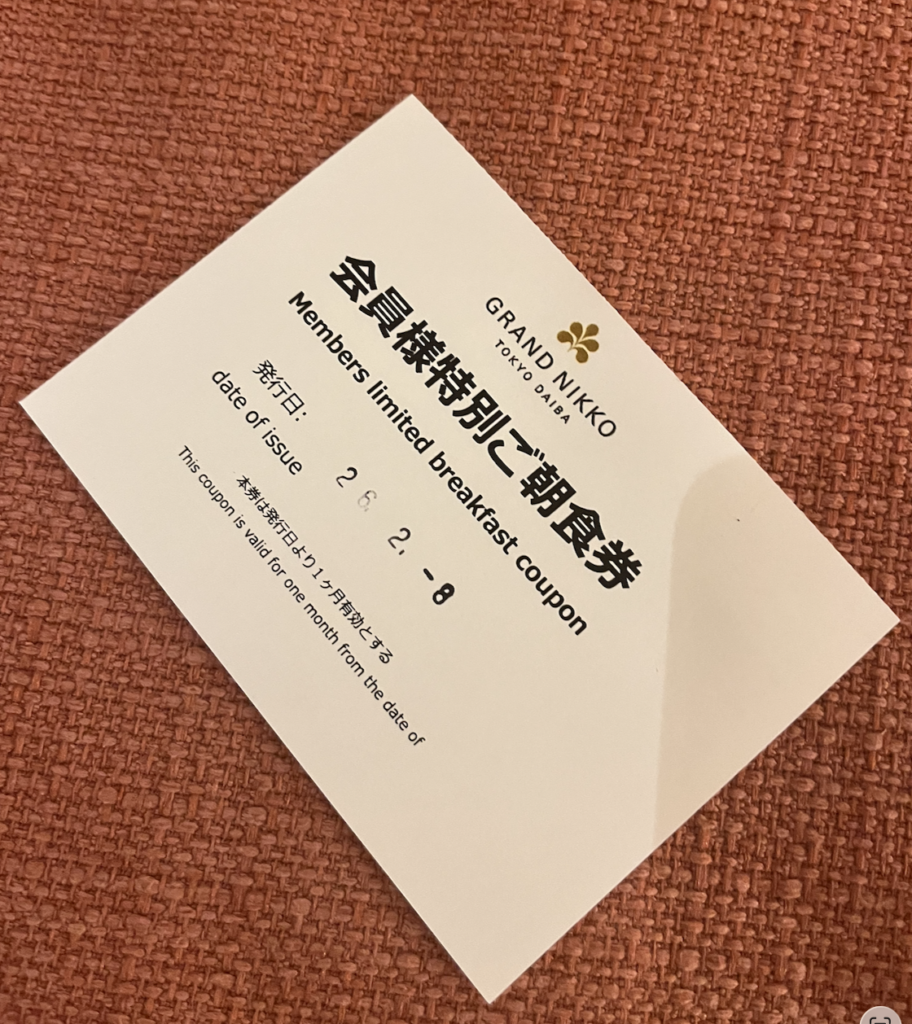 GRAND NIKKO
TOKYO DAIBA
会員様特別ご朝食券
Members limited breakfast coupon
発行日:
date of issue
26. 2. -8
本券は発行日より1ケ月有効とする
This coupon is valid for one month from the date of